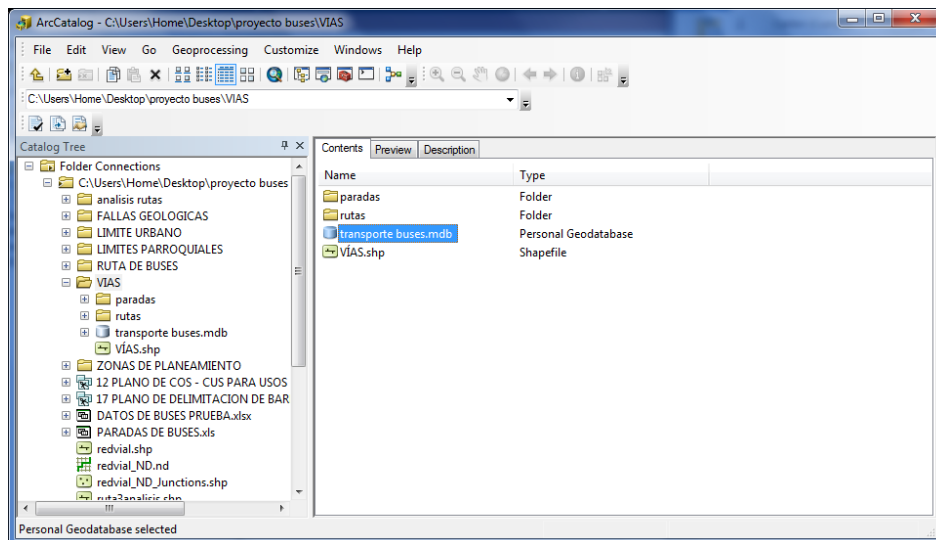 ArcCatalog - C:\Users\Home\Desktop\proyecto buses\VIAS
File Edit View Go Geoprocessing Customize Windows Help
C:\Users\Home\Desktop\proyecto buses\VIAS
Catalog Tree
Folder Connections
C:\Users\Home\Desktop\proyecto buses
analisis rutas
FALLAS GEOLOGICAS
LIMITE URBANO
LIMITES PARROQUIALES
RUTA DE BUSES
VIAS
paradas
rutas
transporte buses.mdb
VÍAS.shp
ZONAS DE PLANEAMIENTO
12 PLANO DE COS - CUS PARA USOS
17 PLANO DE DELIMITACION DE BAR
DATOS DE BUSES PRUEBA.xlsx
PARADAS DE BUSES.xls
redvial.shp
redvial_ND.nd
redvial_ND_Junctions.shp
ruta3analisis.shp
Contents Preview Description
Name Type
paradas Folder
rutas Folder
transporte buses.mdb Personal Geodatabase
VÍAS.shp Shapefile
Personal Geodatabase selected